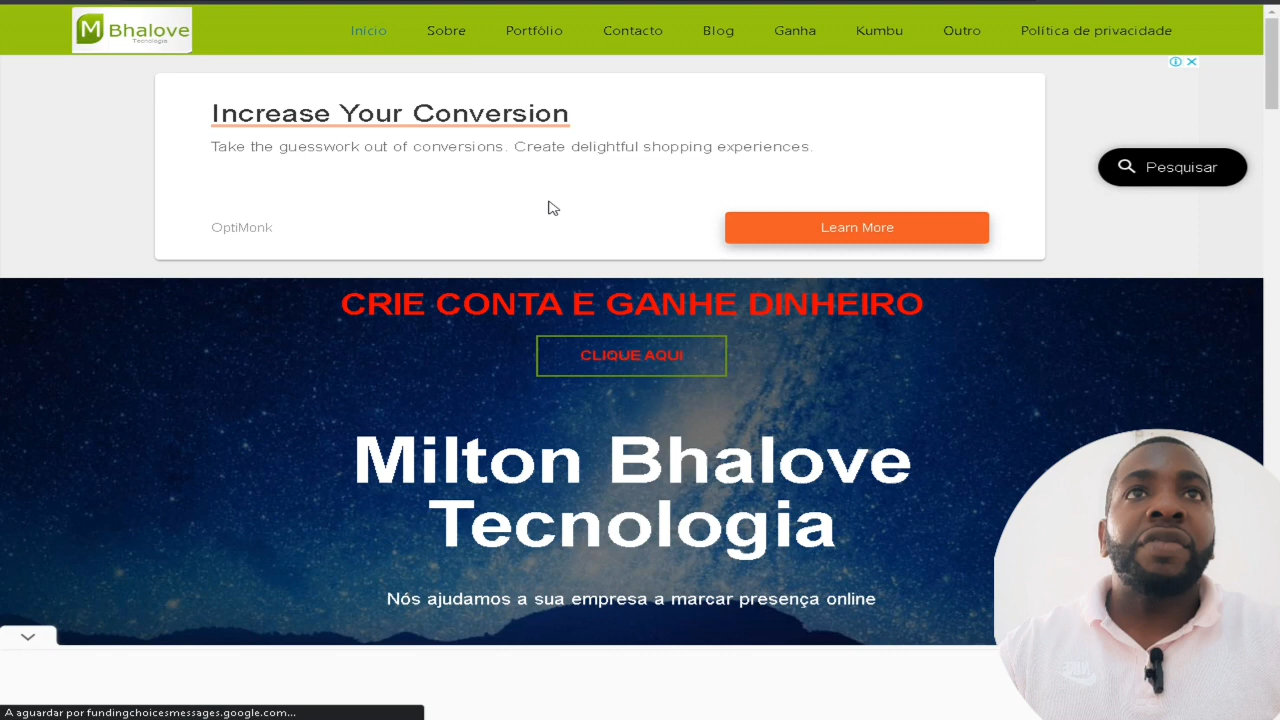 M Bhalove
Tecnologia
Início Sobre Portfólio Contacto Blog Ganha Kumbu Outro Política de privacidade
Increase Your Conversion
Take the guesswork out of conversions. Create delightful shopping experiences.
Pesquisar
OptiMonk
Learn More
CRIE CONTA E GANHE DINHEIRO
CLIQUE AQUI
Milton Bhalove
Tecnologia
Nós ajudamos a sua empresa a marcar presença online
NIKE
A aguardar por fundingchoicesmessages.google.com...